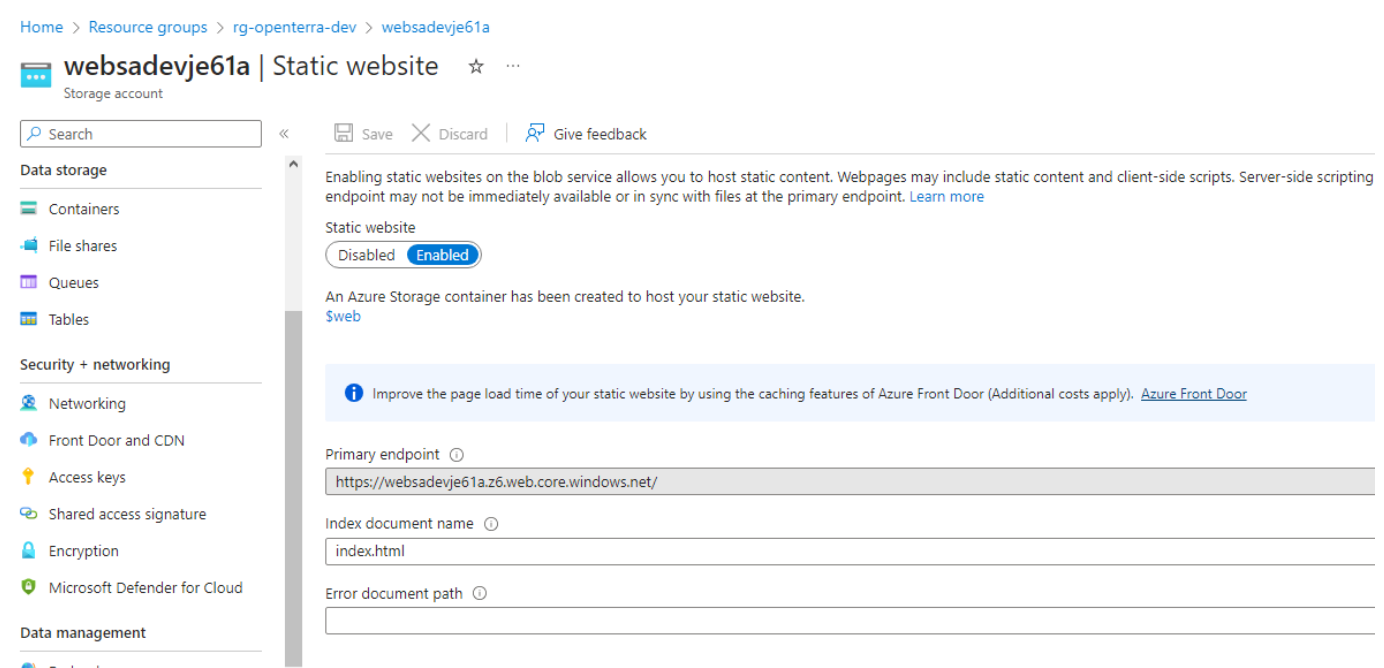 Home > Resource groups > rg-openterra-dev > websadevje61a
websadevje61a | Static website
Storage account
Search
Save Discard Give feedback
Data storage
Containers
File shares
Queues
Tables
Security + networking
Networking
Front Door and CDN
Access keys
Shared access signature
Encryption
Microsoft Defender for Cloud
Data management
Enabling static websites on the blob service allows you to host static content. Webpages may include static content and client-side scripts. Server-side scripting
endpoint may not be immediately available or in sync with files at the primary endpoint. Learn more
Static website
Disabled Enabled
An Azure Storage container has been created to host your static website.
$web
Improve the page load time of your static website by using the caching features of Azure Front Door (Additional costs apply). Azure Front Door
Primary endpoint
https://websadevje61a.z6.web.core.windows.net/
Index document name
index.html
Error document path